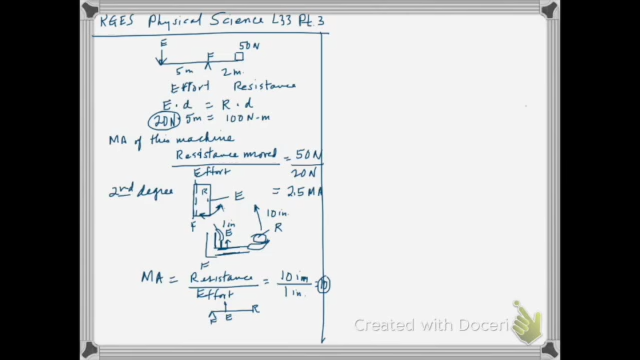 KGES Physical Science L33 Pt. 3
E F 50N
5m 2m.
Effort Resistance
E · d = R · d
20N · 5m = 100N-m
MA of this machine
Resistance moved = 50N
Effort 20N
2nd degree R E = 2.5 MA
F 1 in E 10 in. R
F
MA = Resistance = 10 in = 10
Effort 1 in.
F E R
Created with Doceri